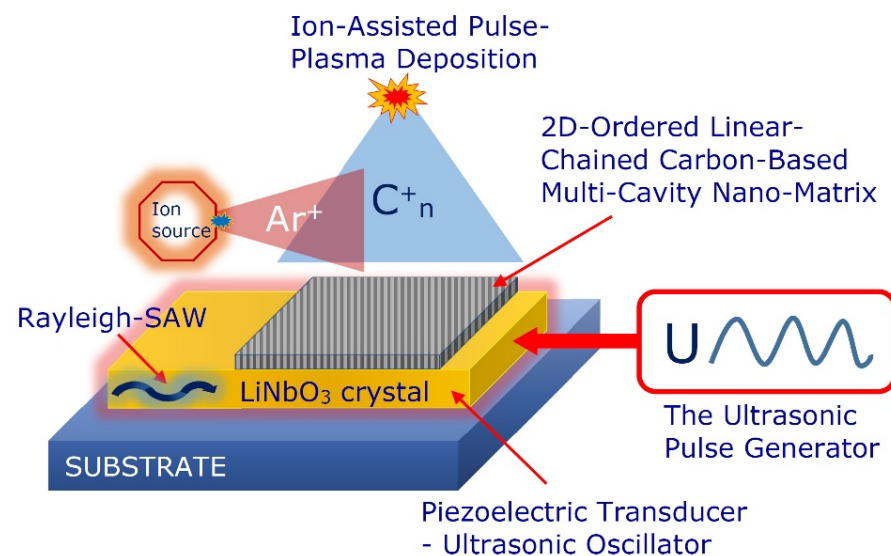 Ion-Assisted Pulse-
Plasma Deposition
2D-Ordered Linear-
Chained Carbon-Based
Multi-Cavity Nano-Matrix
Ion
source
Ar⁺
C⁺ₙ
Rayleigh-SAW
LiNbO₃ crystal
U
The Ultrasonic
Pulse Generator
SUBSTRATE
Piezoelectric Transducer
- Ultrasonic Oscillator